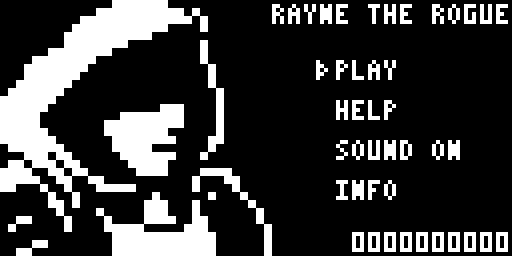 RAYNE THE ROGUE
PLAY
HELP
SOUND ON
INFO
0000000000